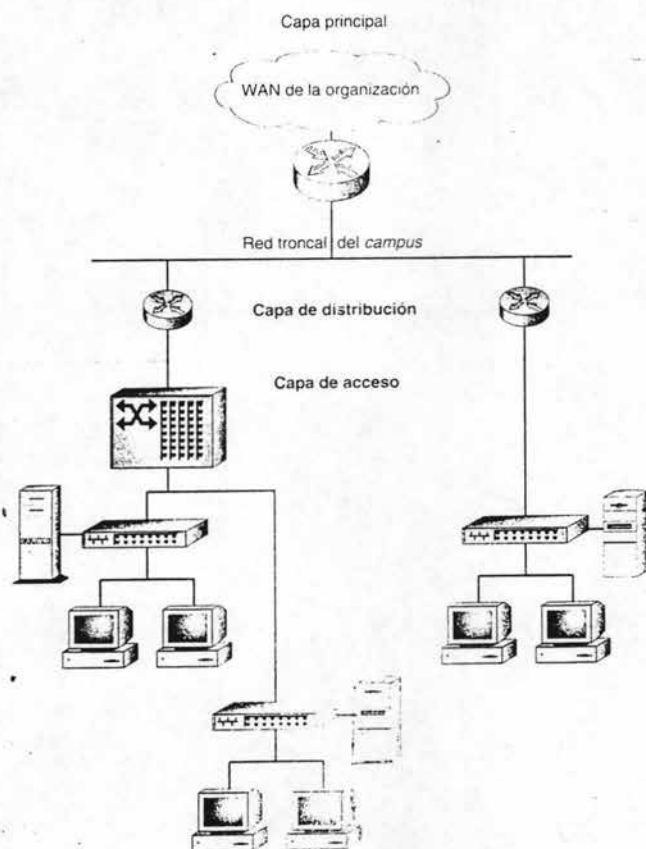 Capa principal
WAN de la organización
Red troncal del campus
Capa de distribución
Capa de acceso